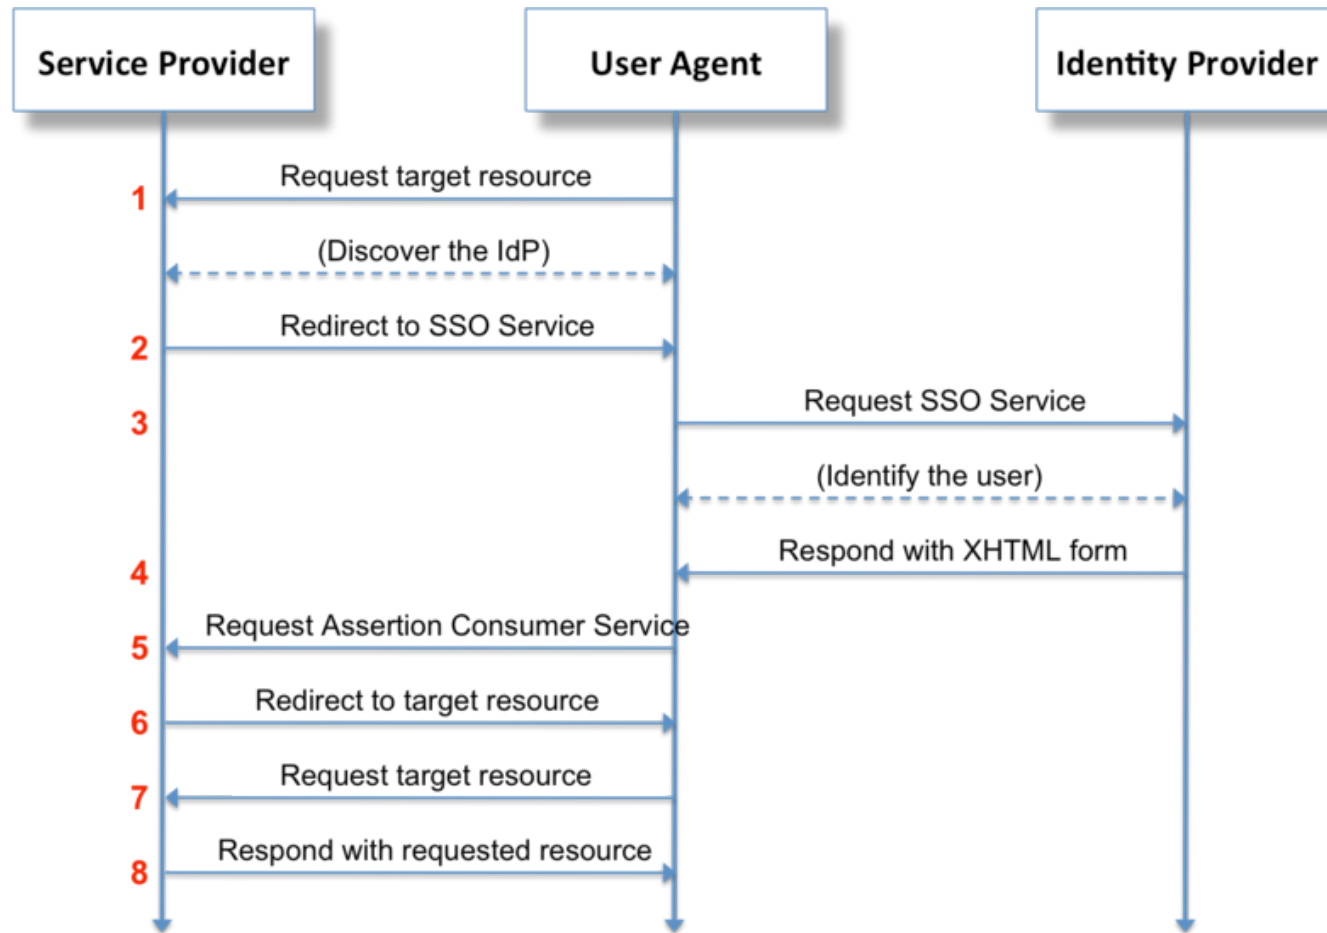 Service Provider
User Agent
Identity Provider
Request target resource
1
(Discover the IdP)
Redirect to SSO Service
2
Request SSO Service
3
(Identify the user)
Respond with XHTML form
4
Request Assertion Consumer Service
5
Redirect to target resource
6
Request target resource
7
Respond with requested resource
8